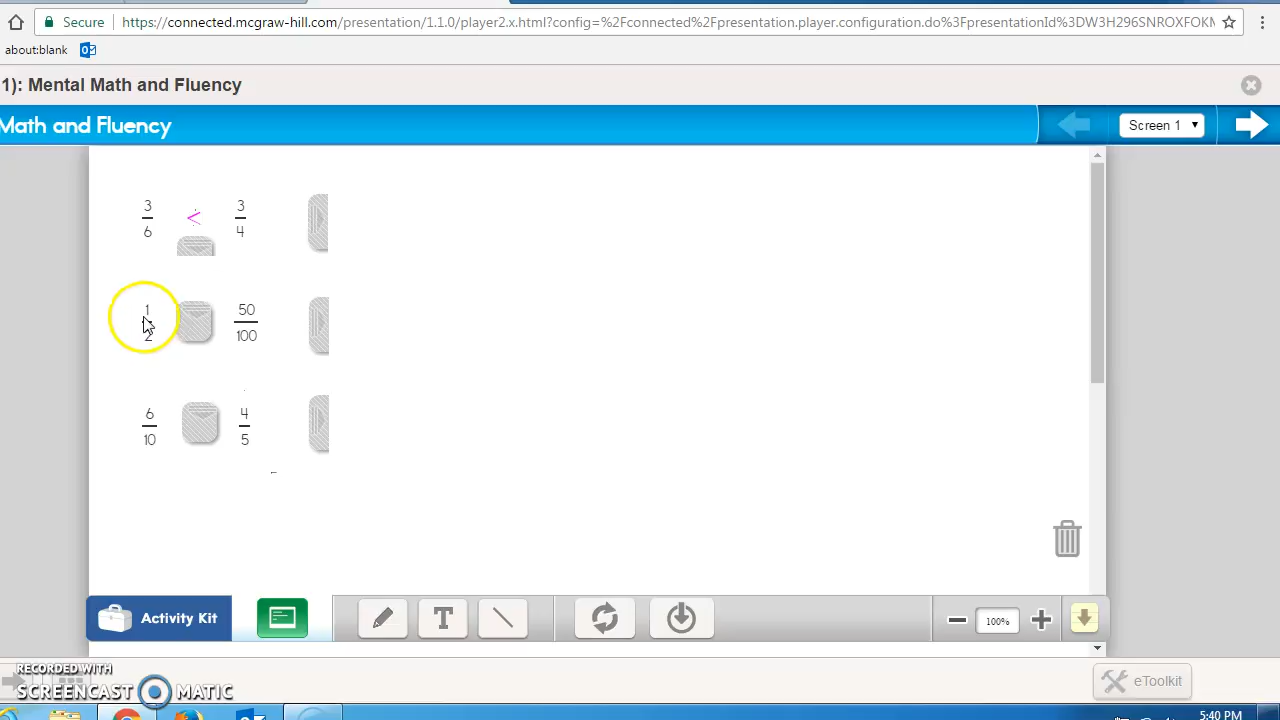 Secure https://connected.mcgraw-hill.com/presentation/1.1.0/player2.x.html?config=%2Fconnected%2Fpresentation.player.configuration.do%3FpresentationId%3DW3H296SNROXFOKM
about:blank
1): Mental Math and Fluency
Math and Fluency
Screen 1
3/6 < 3/4
1/2 50/100
6/10 4/5
Activity Kit
T
100%
RECORDED WITH
SCREENCAST MATIC
eToolkit
5:40 PM